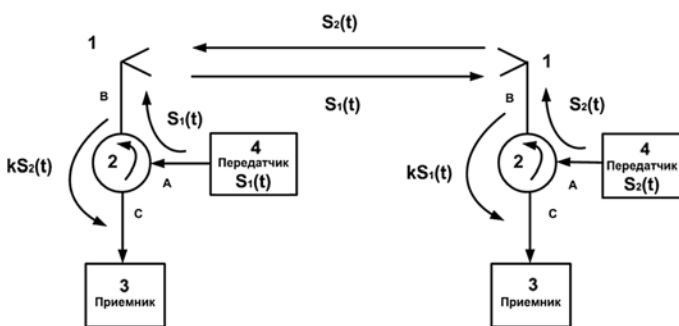 S₂(t)
1
1
S₁(t)
B
B
S₁(t)
S₂(t)
kS₂(t)
2
A
4
Передатчик
S₁(t)
kS₁(t)
2
A
4
Передатчик
S₂(t)
C
C
3
Приемник
3
Приемник